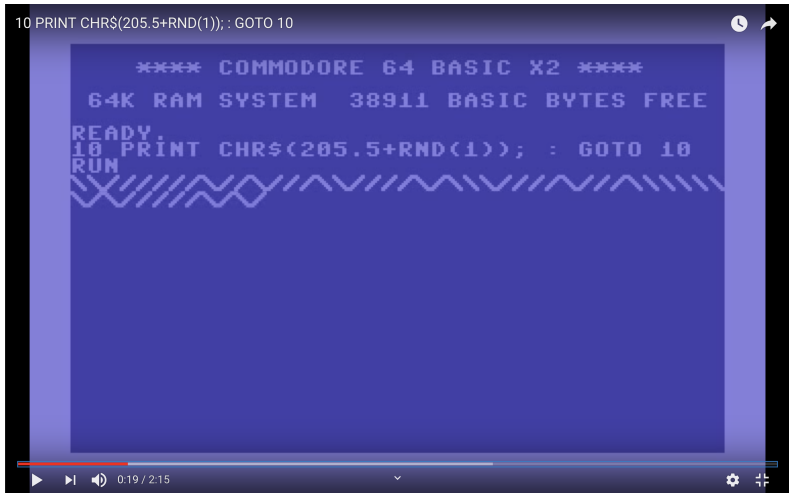 10 PRINT CHR$(205.5+RND(1)); : GOTO 10
**** COMMODORE 64 BASIC X2 ****
64K RAM SYSTEM  38911 BASIC BYTES FREE
READY.
10 PRINT CHR$(205.5+RND(1)); : GOTO 10
RUN
0:19 / 2:15